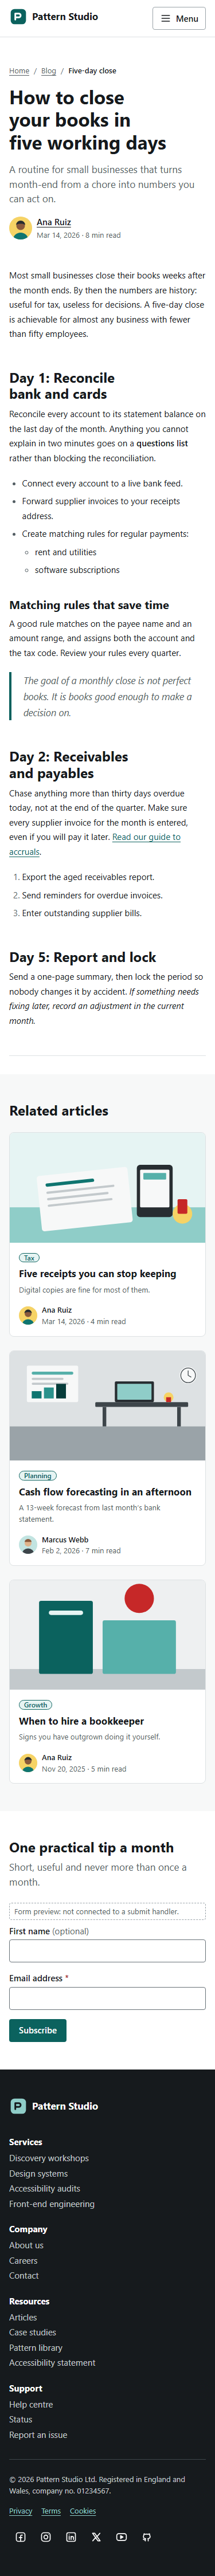 Pattern Studio
Menu
Home / Blog / Five-day close
How to close
your books in
five working days
A routine for small businesses that turns
month-end from a chore into numbers you
can act on.
Ana Ruiz
Mar 14, 2026 · 8 min read
Most small businesses close their books weeks after
the month ends. By then the numbers are history:
useful for tax, useless for decisions. A five-day close
is achievable for almost any business with fewer
than fifty employees.
Day 1: Reconcile
bank and cards
Reconcile every account to its statement balance on
the last day of the month. Anything you cannot
explain in two minutes goes on a questions list
rather than blocking the reconciliation.
• Connect every account to a live bank feed.
• Forward supplier invoices to your receipts
address.
• Create matching rules for regular payments:
◦ rent and utilities
◦ software subscriptions
Matching rules that save time
A good rule matches on the payee name and an
amount range, and assigns both the account and
the tax code. Review your rules every quarter.
The goal of a monthly close is not perfect
books. It is books good enough to make a
decision on.
Day 2: Receivables
and payables
Chase anything more than thirty days overdue
today, not at the end of the quarter. Make sure
every supplier invoice for the month is entered,
even if you will pay it later. Read our guide to
accruals.
1. Export the aged receivables report.
2. Send reminders for overdue invoices.
3. Enter outstanding supplier bills.
Day 5: Report and lock
Send a one-page summary, then lock the period so
nobody changes it by accident. If something needs
fixing later, record an adjustment in the current
month.
Related articles
Tax
Five receipts you can stop keeping
Digital copies are fine for most of them.
Ana Ruiz
Mar 14, 2026 · 4 min read
Planning
Cash flow forecasting in an afternoon
A 13-week forecast from last month's bank
statement.
Marcus Webb
Feb 2, 2026 · 7 min read
Growth
When to hire a bookkeeper
Signs you have outgrown doing it yourself.
Ana Ruiz
Nov 20, 2025 · 5 min read
One practical tip a month
Short, useful and never more than once a
month.
Form preview: not connected to a submit handler.
First name (optional)
Email address *
Subscribe
Pattern Studio
Services
Discovery workshops
Design systems
Accessibility audits
Front-end engineering
Company
About us
Careers
Contact
Resources
Articles
Case studies
Pattern library
Accessibility statement
Support
Help centre
Status
Report an issue
© 2026 Pattern Studio Ltd. Registered in England and
Wales, company no. 01234567.
Privacy Terms Cookies